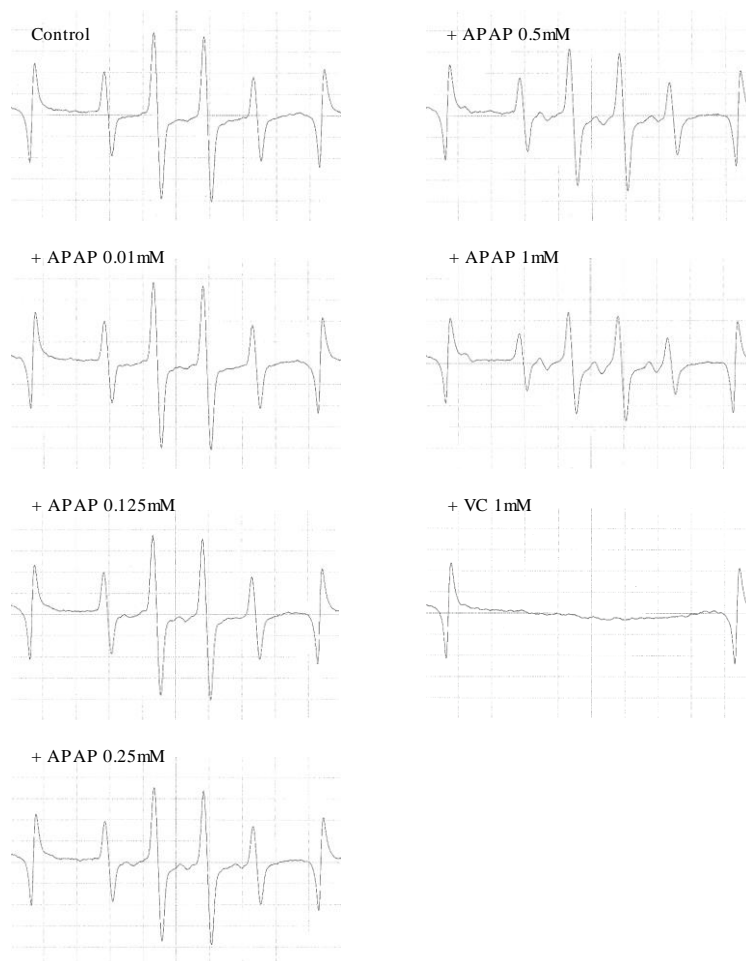 Control
+ APAP 0.01mM
+ APAP 0.125mM
+ APAP 0.25mM
+ APAP 0.5mM
+ APAP 1mM
+ VC 1mM